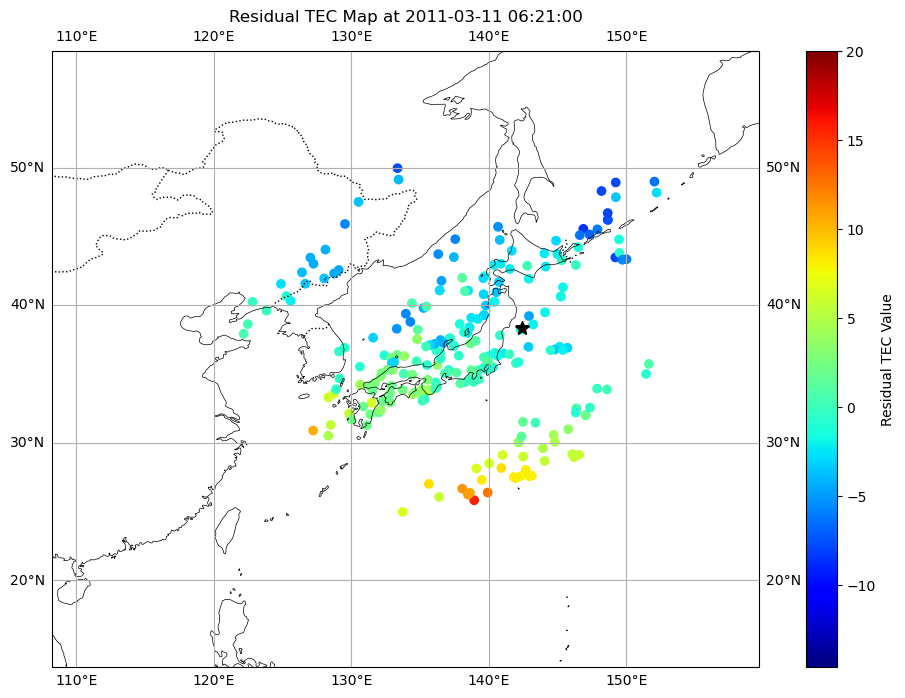 Residual TEC Map at 2011-03-11 06:21:00
110°E 120°E 130°E 140°E 150°E
20
15
50°N 50°N
10
5
40°N 40°N
0
Residual TEC Value
30°N 30°N
−5
20°N 20°N
−10
110°E 120°E 130°E 140°E 150°E